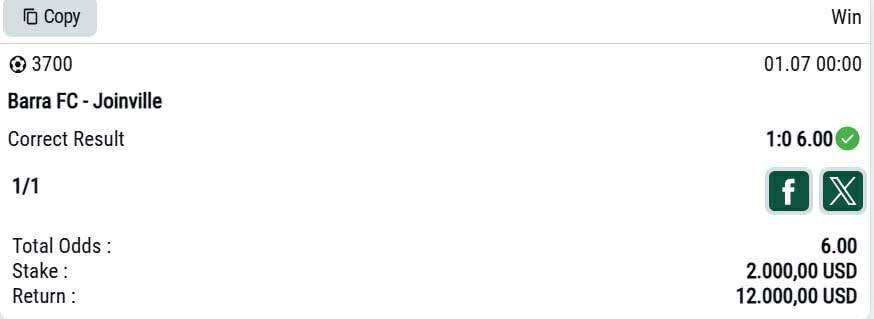 Copy Win
3700 01.07 00:00
Barra FC - Joinville
Correct Result 1:0 6.00
1/1
Total Odds : 6.00
Stake : 2.000,00 USD
Return : 12.000,00 USD